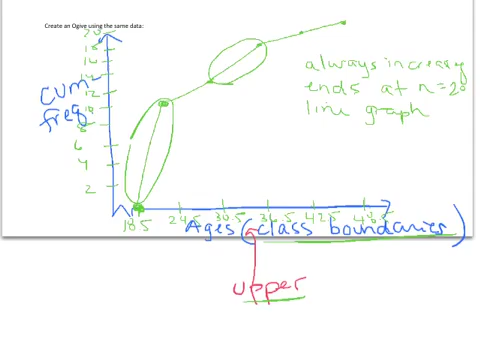 Create an Ogive using the same data:
20
18
16
14
12
10
8
6
4
2
cum-
freq
always increasing
ends at n=20
line graph
18.5 24.5 30.5 36.5 42.5 48.5
Ages (class boundaries)
upper